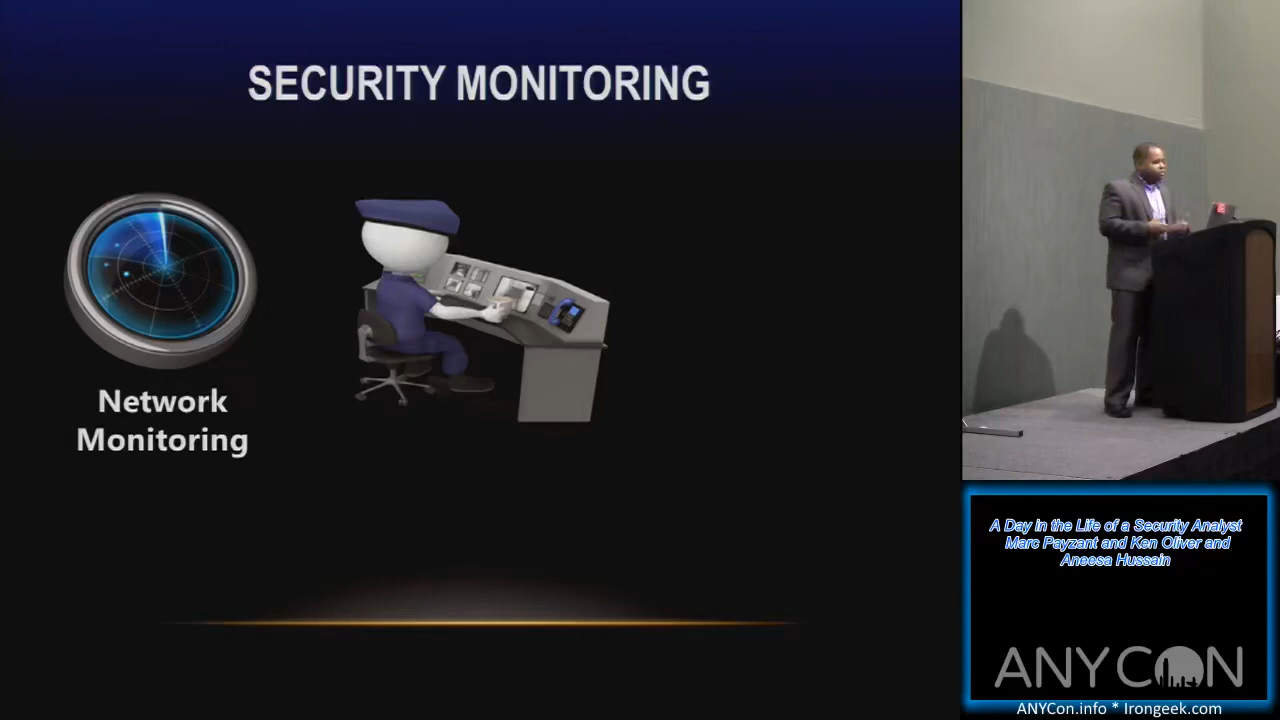 SECURITY MONITORING
Network
Monitoring
A Day in the Life of a Security Analyst
Marc Payzant and Ken Oliver and
Aneesa Hussain
ANYCON
ANYCon.info * Irongeek.com